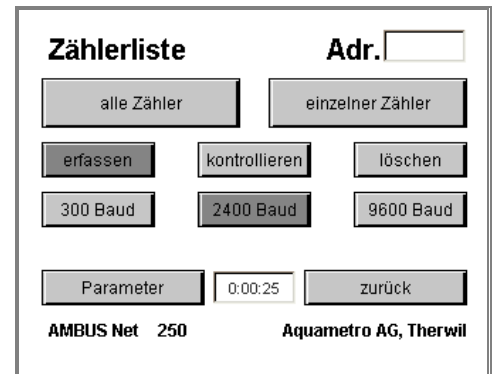 Zählerliste Adr.
alle Zähler einzelner Zähler
erfassen kontrollieren löschen
300 Baud 2400 Baud 9600 Baud
Parameter 0:00:25 zurück
AMBUS Net 250 Aquametro AG, Therwil